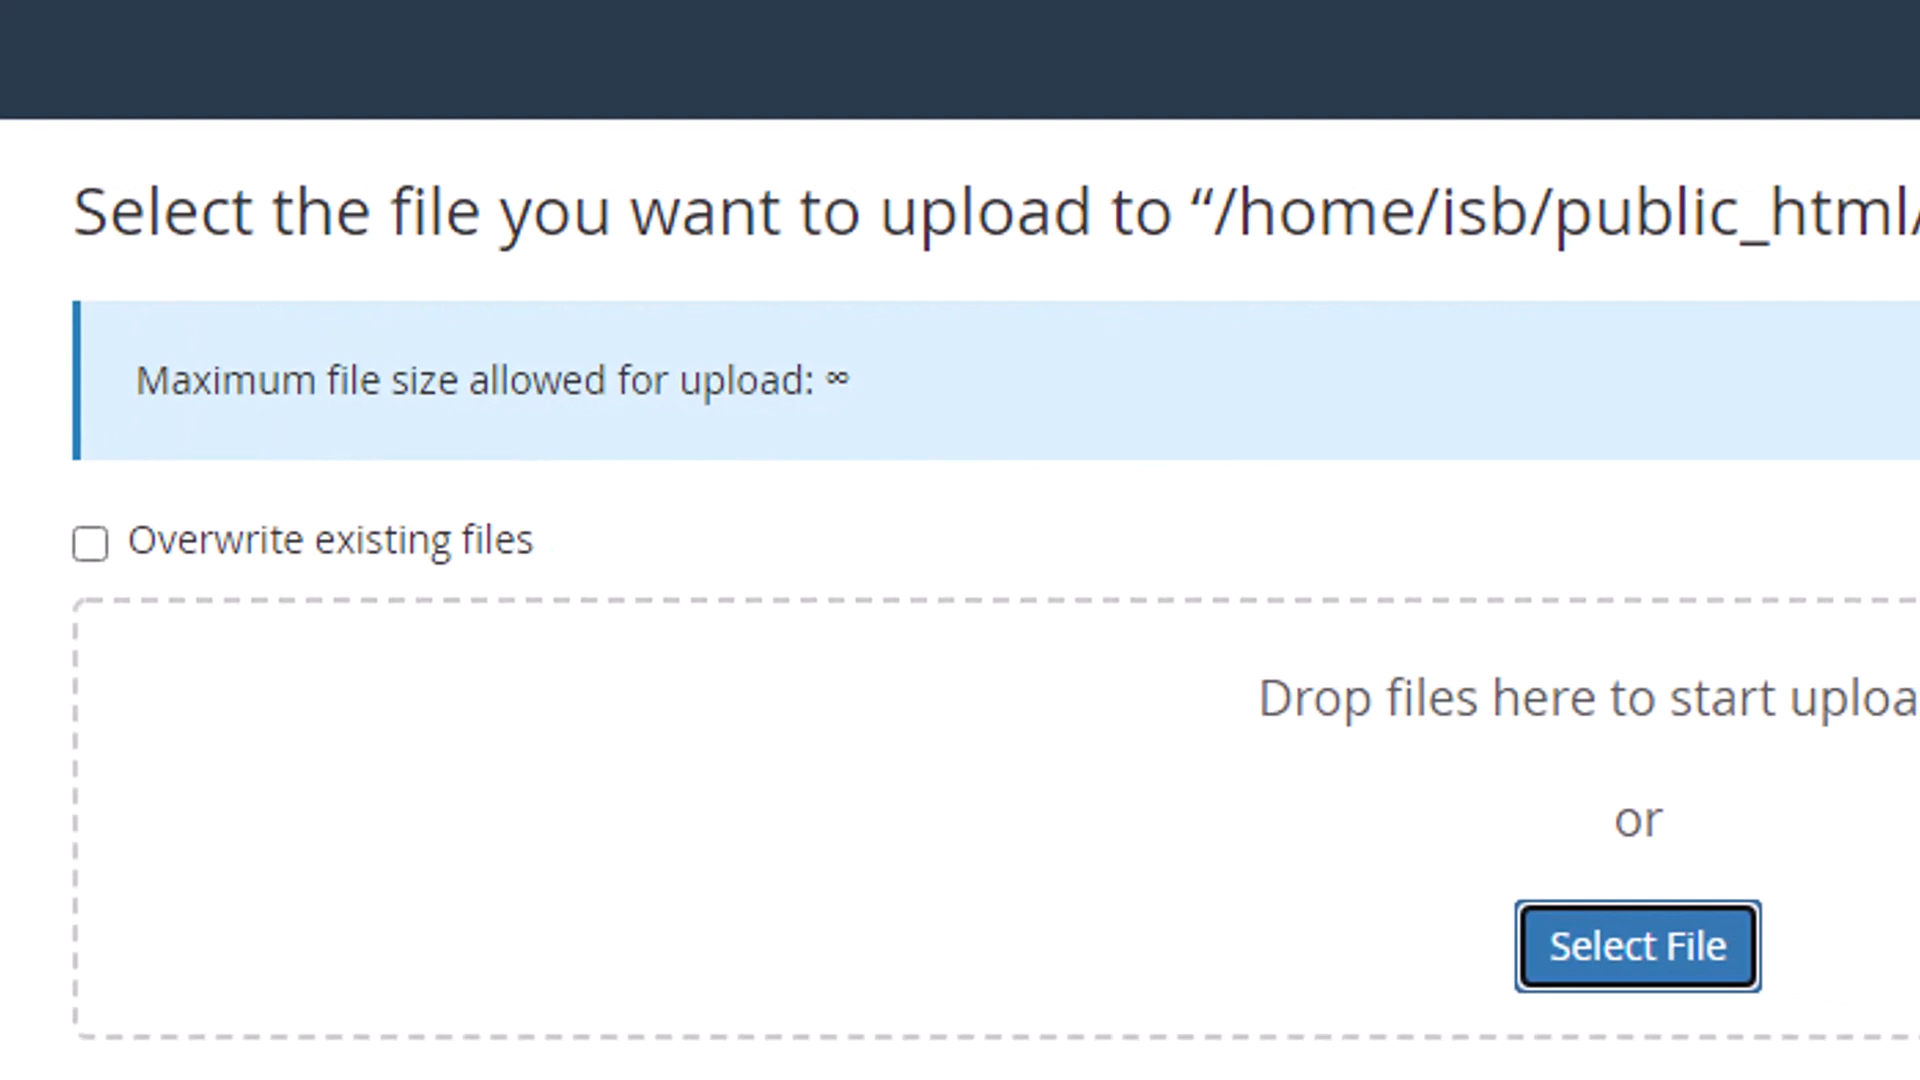 Select the file you want to upload to “/home/isb/public_html/
Maximum file size allowed for upload: ∞
Overwrite existing files
Drop files here to start uploa
or
Select File